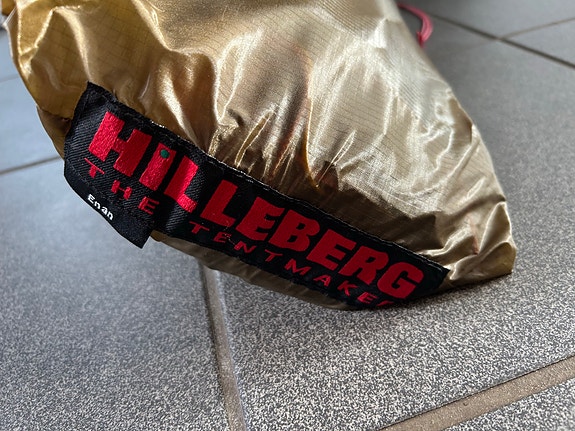 HiLLEBERG
THE TENTMAKER
Enan